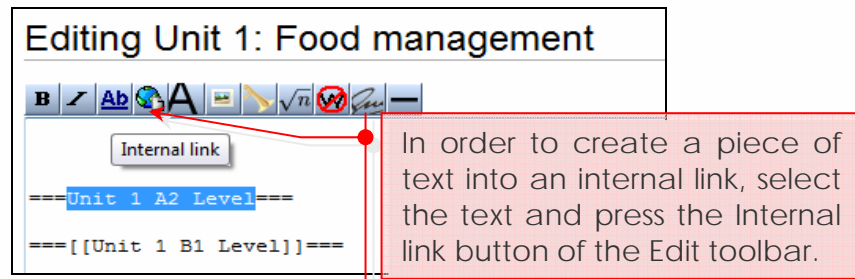 Editing Unit 1: Food management
B I Ab A √n W
Internal link
===Unit 1 A2 Level===
===[[Unit 1 B1 Level]]===
In order to create a piece of
text into an internal link, select
the text and press the Internal
link button of the Edit toolbar.